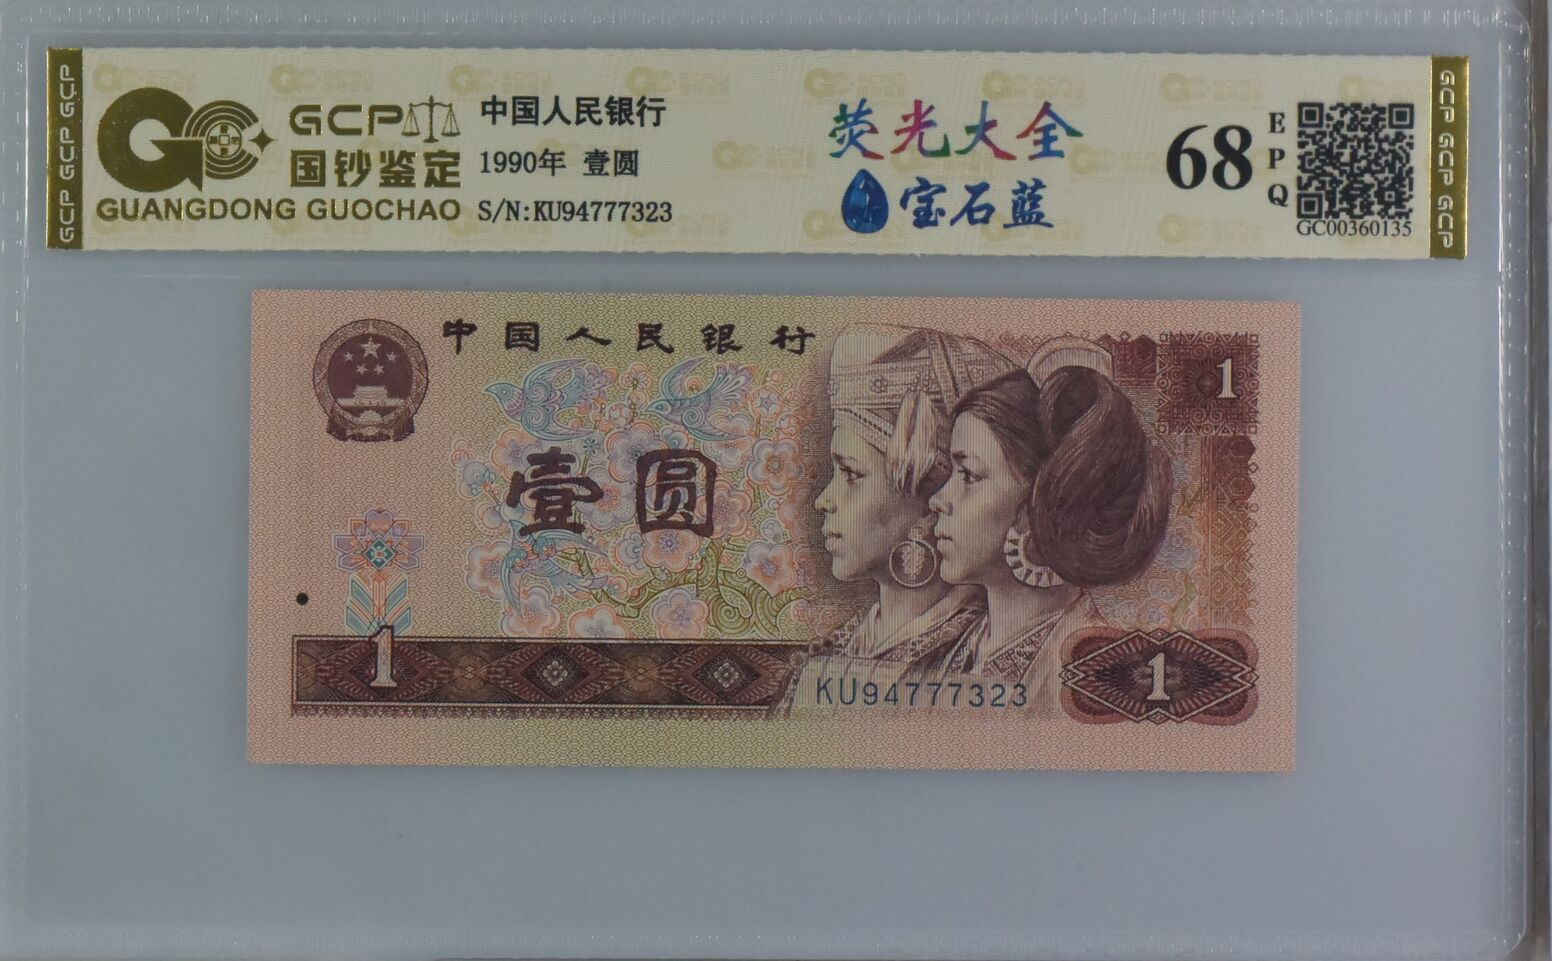 GCP
国钞鉴定
GUANGDONG GUOCHAO
中国人民银行
1990年 壹圆
S/N:KU94777323
荧光大全
宝石蓝
68
EPQ
GC00360135
GCP GCP GCP
GCP GCP GCP
中国人民银行
1
壹圆
1
KU94777323
1